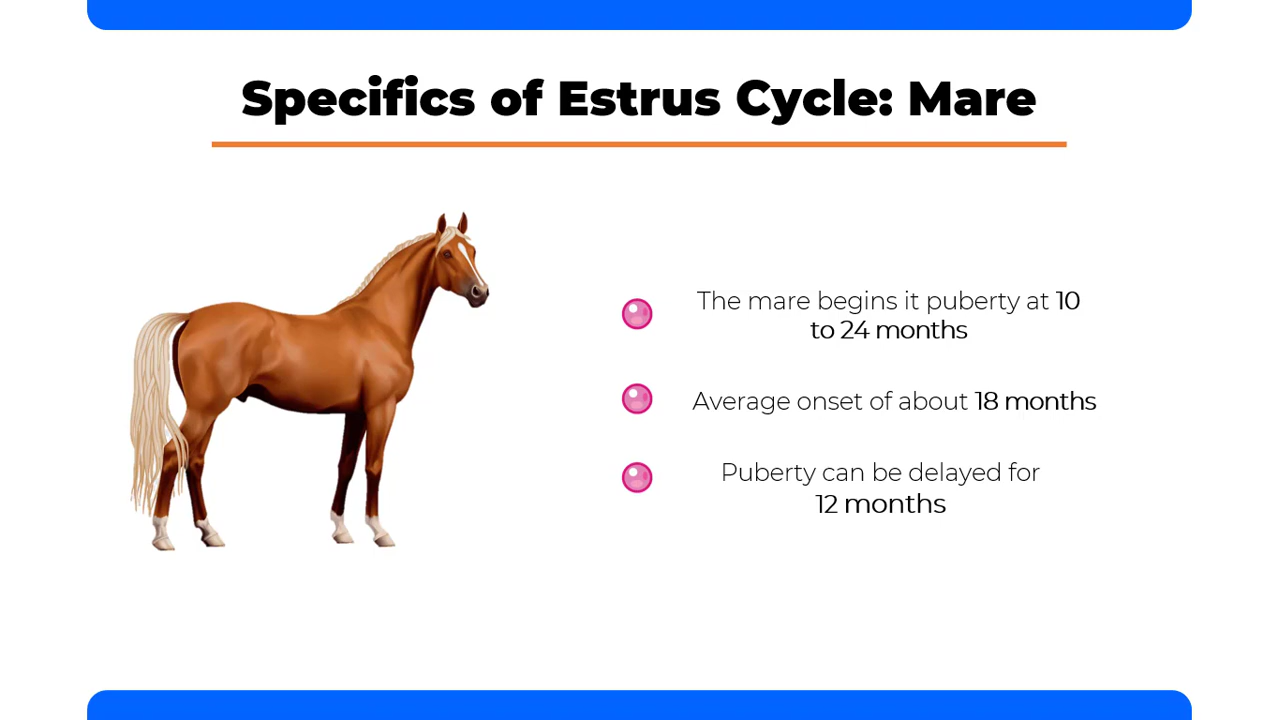 Specifics of Estrus Cycle: Mare
The mare begins it puberty at 10
to 24 months
Average onset of about 18 months
Puberty can be delayed for
12 months